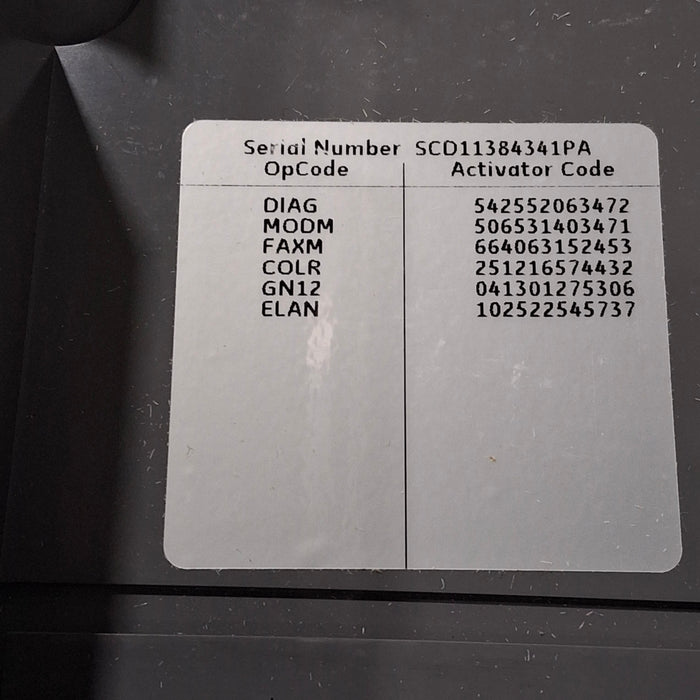 Serial Number SCD11384341PA
OpCode Activator Code
DIAG 542552063472
MODM 506531403471
FAXM 664063152453
COLR 251216574432
GN12 041301275306
ELAN 102522545737